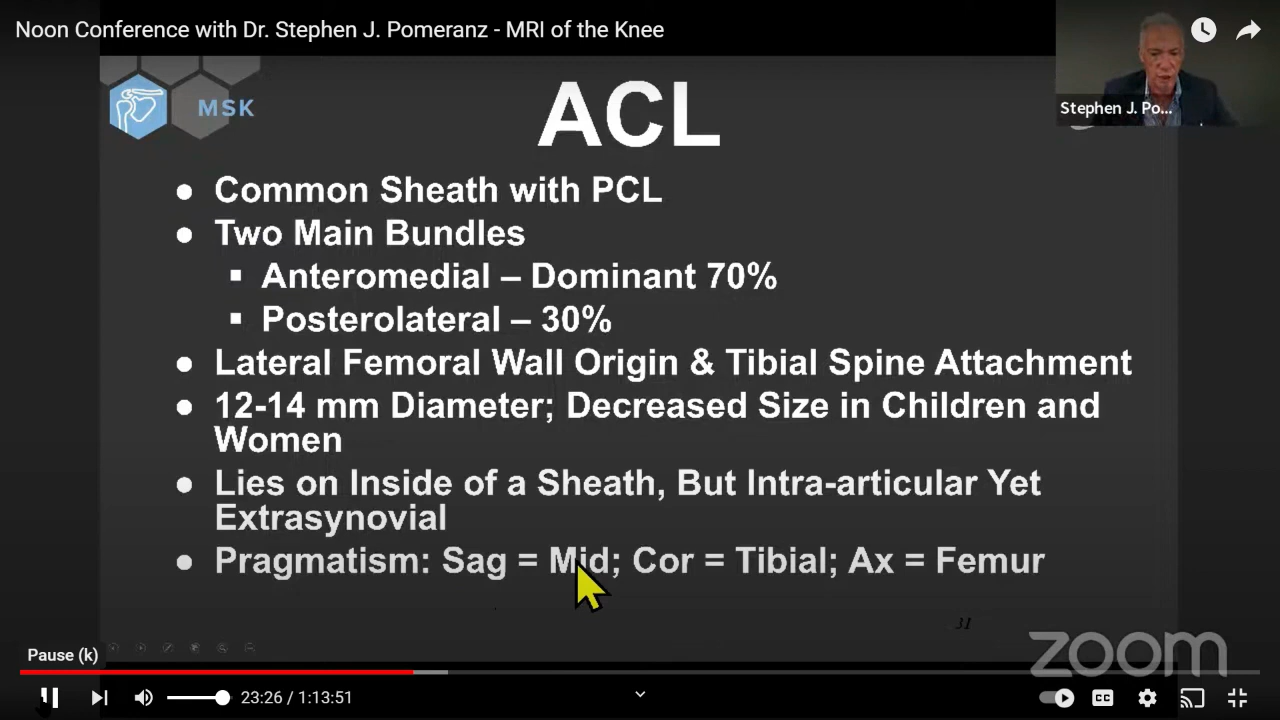 Noon Conference with Dr. Stephen J. Pomeranz - MRI of the Knee
Stephen J. Po...
MSK
ACL
● Common Sheath with PCL
● Two Main Bundles
▪ Anteromedial – Dominant 70%
▪ Posterolateral – 30%
● Lateral Femoral Wall Origin & Tibial Spine Attachment
● 12-14 mm Diameter; Decreased Size in Children and
Women
● Lies on Inside of a Sheath, But Intra-articular Yet
Extrasynovial
● Pragmatism: Sag = Mid; Cor = Tibial; Ax = Femur
31
zoom
Pause (k)
23:26 / 1:13:51
CC